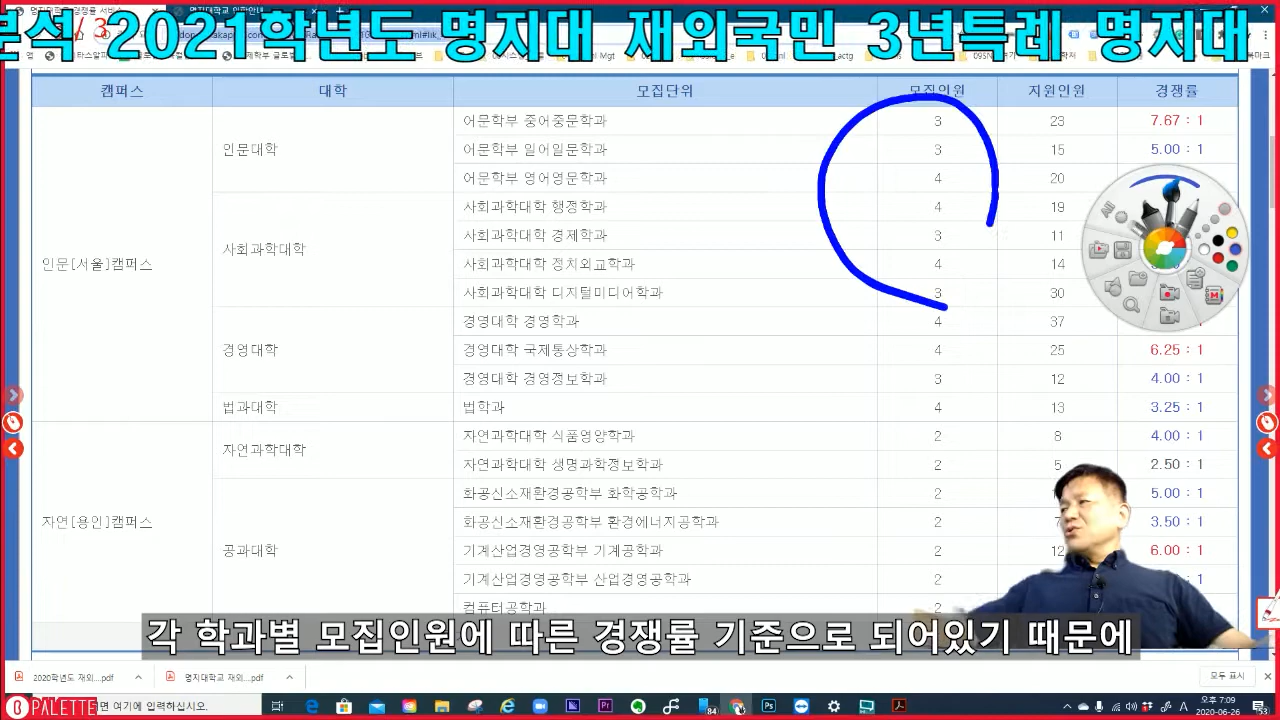 분석 2021학년도 명지대 재외국민 3년특례 명지대
캠퍼스 대학 모집단위 모집인원 지원인원 경쟁률
어문학부 중어중문학과 3 23 7.67 : 1
인문대학 어문학부 일어일문학과 3 15 5.00 : 1
어문학부 영어영문학과 4 20
사회과학대학 행정학과 4 19
사회과학대학 사회과학대학 경제학과 3 11
인문[서울]캠퍼스 사회과학대학 정치외교학과 4 14
사회과학대학 디지털미디어학과 3 30
경영대학 경영학과 4 37
경영대학 경영대학 국제통상학과 4 25 6.25 : 1
경영대학 경영정보학과 3 12 4.00 : 1
법과대학 법학과 4 13 3.25 : 1
자연과학대학 자연과학대학 식품영양학과 2 8 4.00 : 1
자연과학대학 생명과학정보학과 2 5 2.50 : 1
화공신소재환경공학부 화학공학과 2 5.00 : 1
자연[용인]캠퍼스 화공신소재환경공학부 환경에너지공학과 2 7 3.50 : 1
공과대학 기계산업경영공학부 기계공학과 2 12 6.00 : 1
기계산업경영공학부 산업경영공학과 2
컴퓨터공학과 2
각 학과별 모집인원에 따른 경쟁률 기준으로 되어있기 때문에
2020학년도 재외....pdf 명지대학교 재외....pdf 모두 표시
PALETTE 면 여기에 입력하십시오. 84 오후 7:09
2020-06-26 53